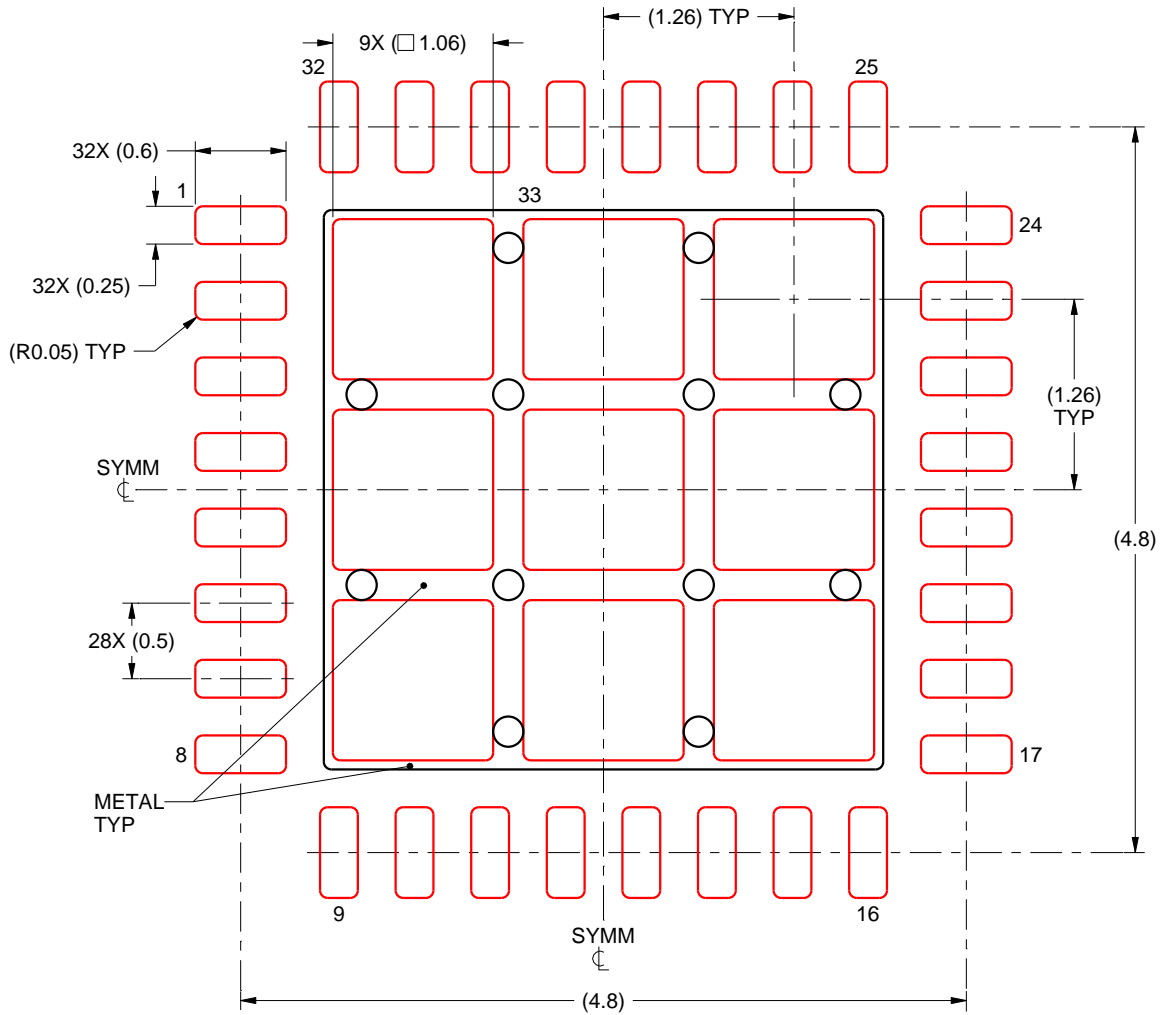 (1.26) TYP
9X (□ 1.06)
32
25
32X (0.6)
1
33
24
32X (0.25)
(R0.05) TYP
(1.26)
TYP
SYMM
℄
(4.8)
28X (0.5)
8
17
METAL
TYP
9
16
SYMM
℄
(4.8)